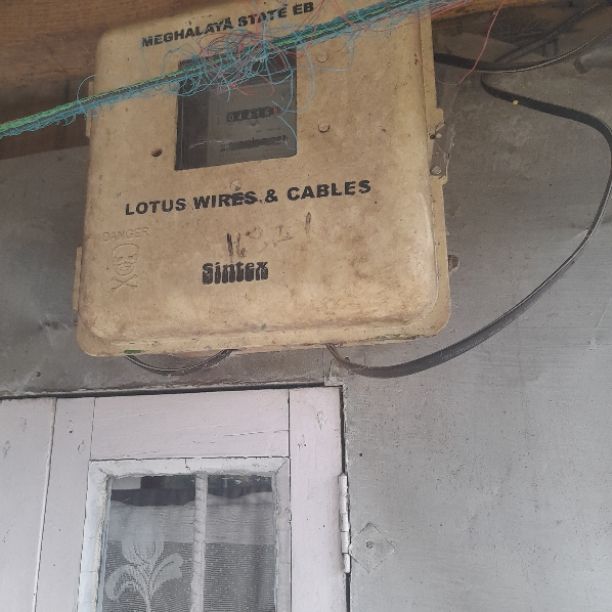 MEGHALAYA STATE EB
LOTUS WIRES & CABLES
DANGER
Sintex